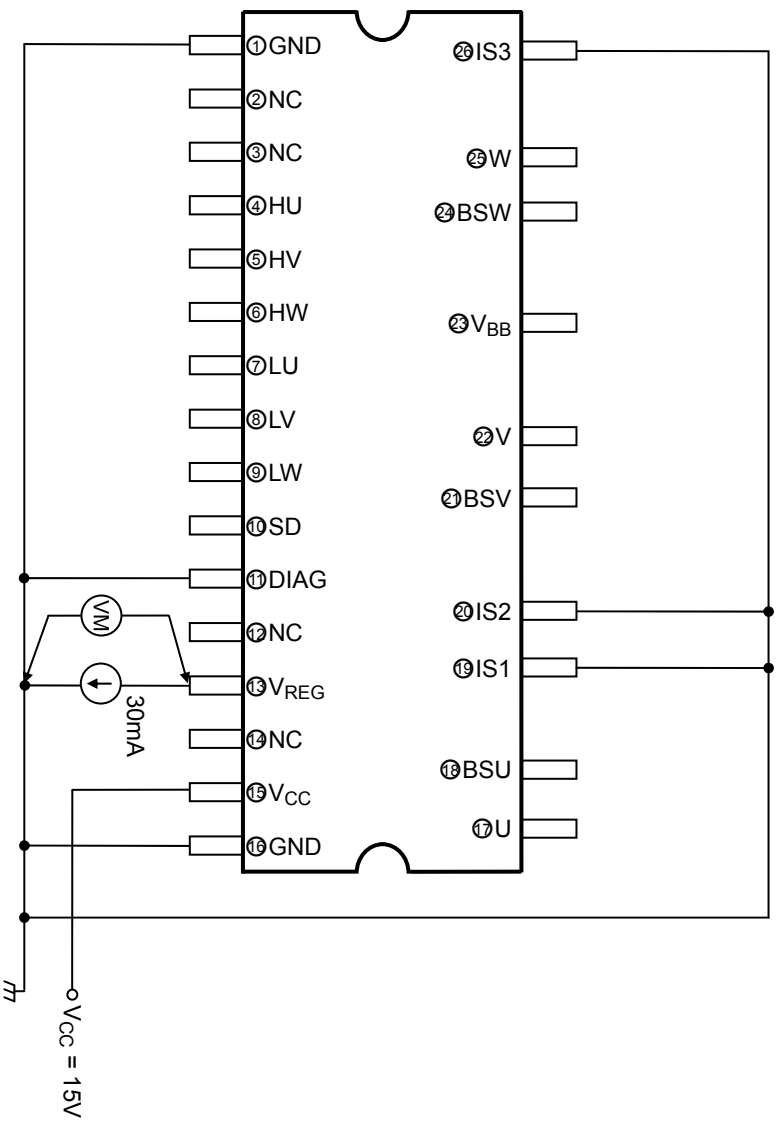 ①GND
②NC
③NC
④HU
⑤HV
⑥HW
⑦LU
⑧LV
⑨LW
⑩SD
⑪DIAG
⑫NC
⑬VREG
⑭NC
⑮VCC
⑯GND
㉖IS3
㉕W
㉔BSW
㉓VBB
㉒V
㉑BSV
⑳IS2
⑲IS1
⑱BSU
⑰U
VM
30mA
VCC = 15V